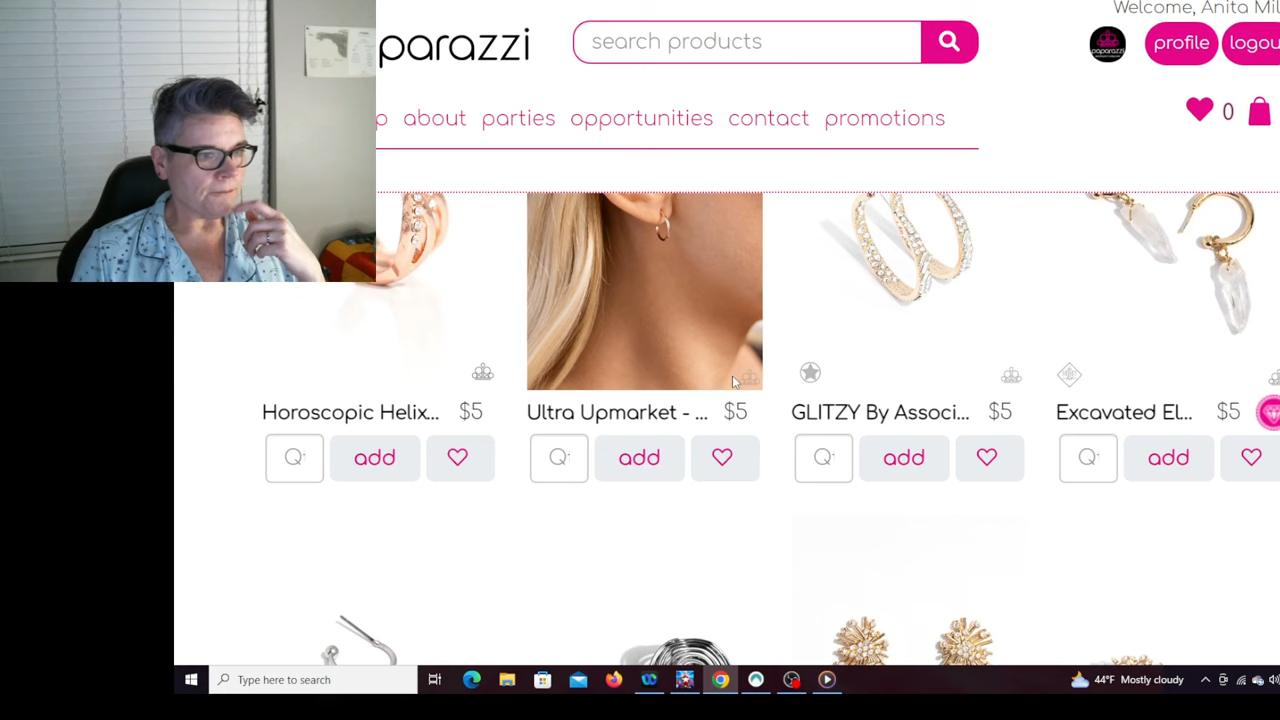 Welcome, Anita Mil
parazzi
search products
paparazzi
profile
logou
p about parties opportunities contact promotions
0
Horoscopic Helix... $5
Ultra Upmarket - ... $5
GLITZY By Associ... $5
Excavated El... $5
Q add
Q add
Q add
Q add
Type here to search
44°F Mostly cloudy